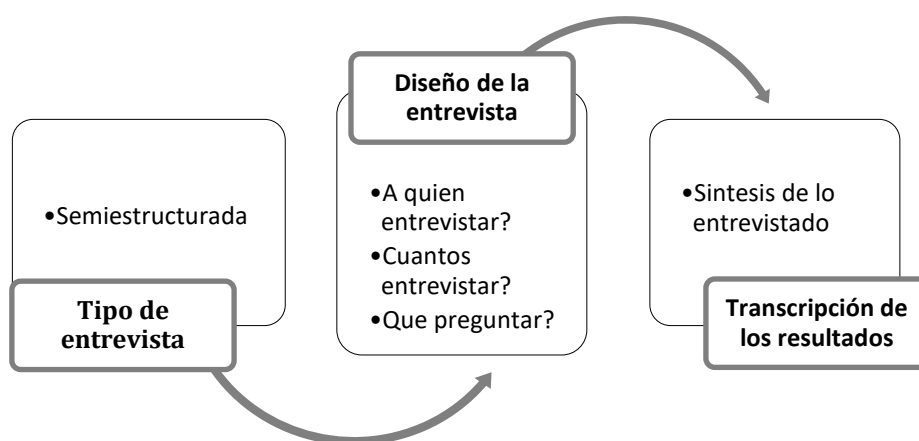 •Semiestructurada
Tipo de
entrevista
Diseño de la
entrevista
•A quien
entrevistar?
•Cuantos
entrevistar?
•Que preguntar?
•Sintesis de lo
entrevistado
Transcripción de
los resultados